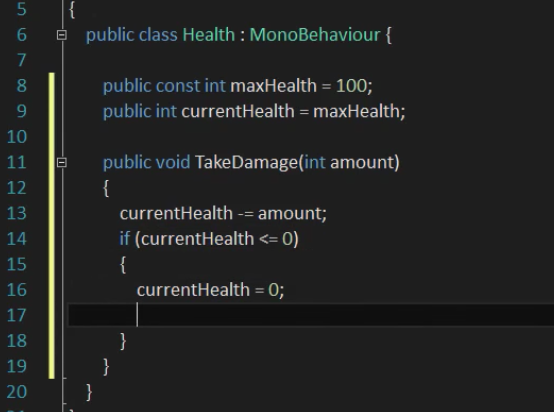 5 {
6 public class Health : MonoBehaviour {
7
8 public const int maxHealth = 100;
9 public int currentHealth = maxHealth;
10
11 public void TakeDamage(int amount)
12 {
13 currentHealth -= amount;
14 if (currentHealth <= 0)
15 {
16 currentHealth = 0;
17
18 }
19 }
20 }